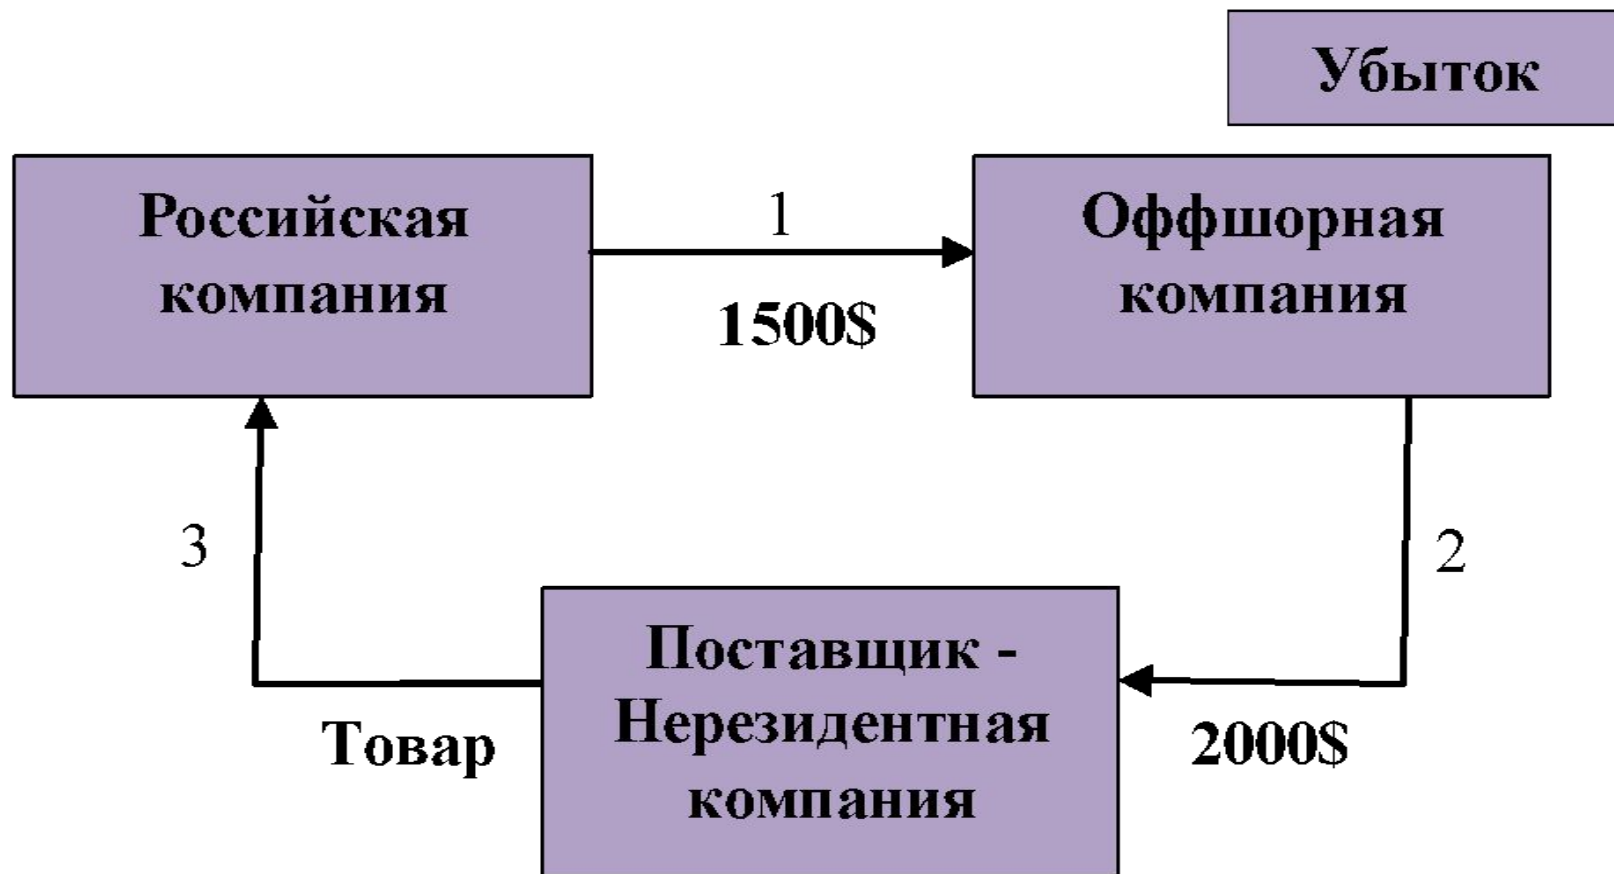 Убыток
Российская
компания
1
1500$
Оффшорная
компания
3
2
Поставщик -
Нерезидентная
компания
Товар
2000$